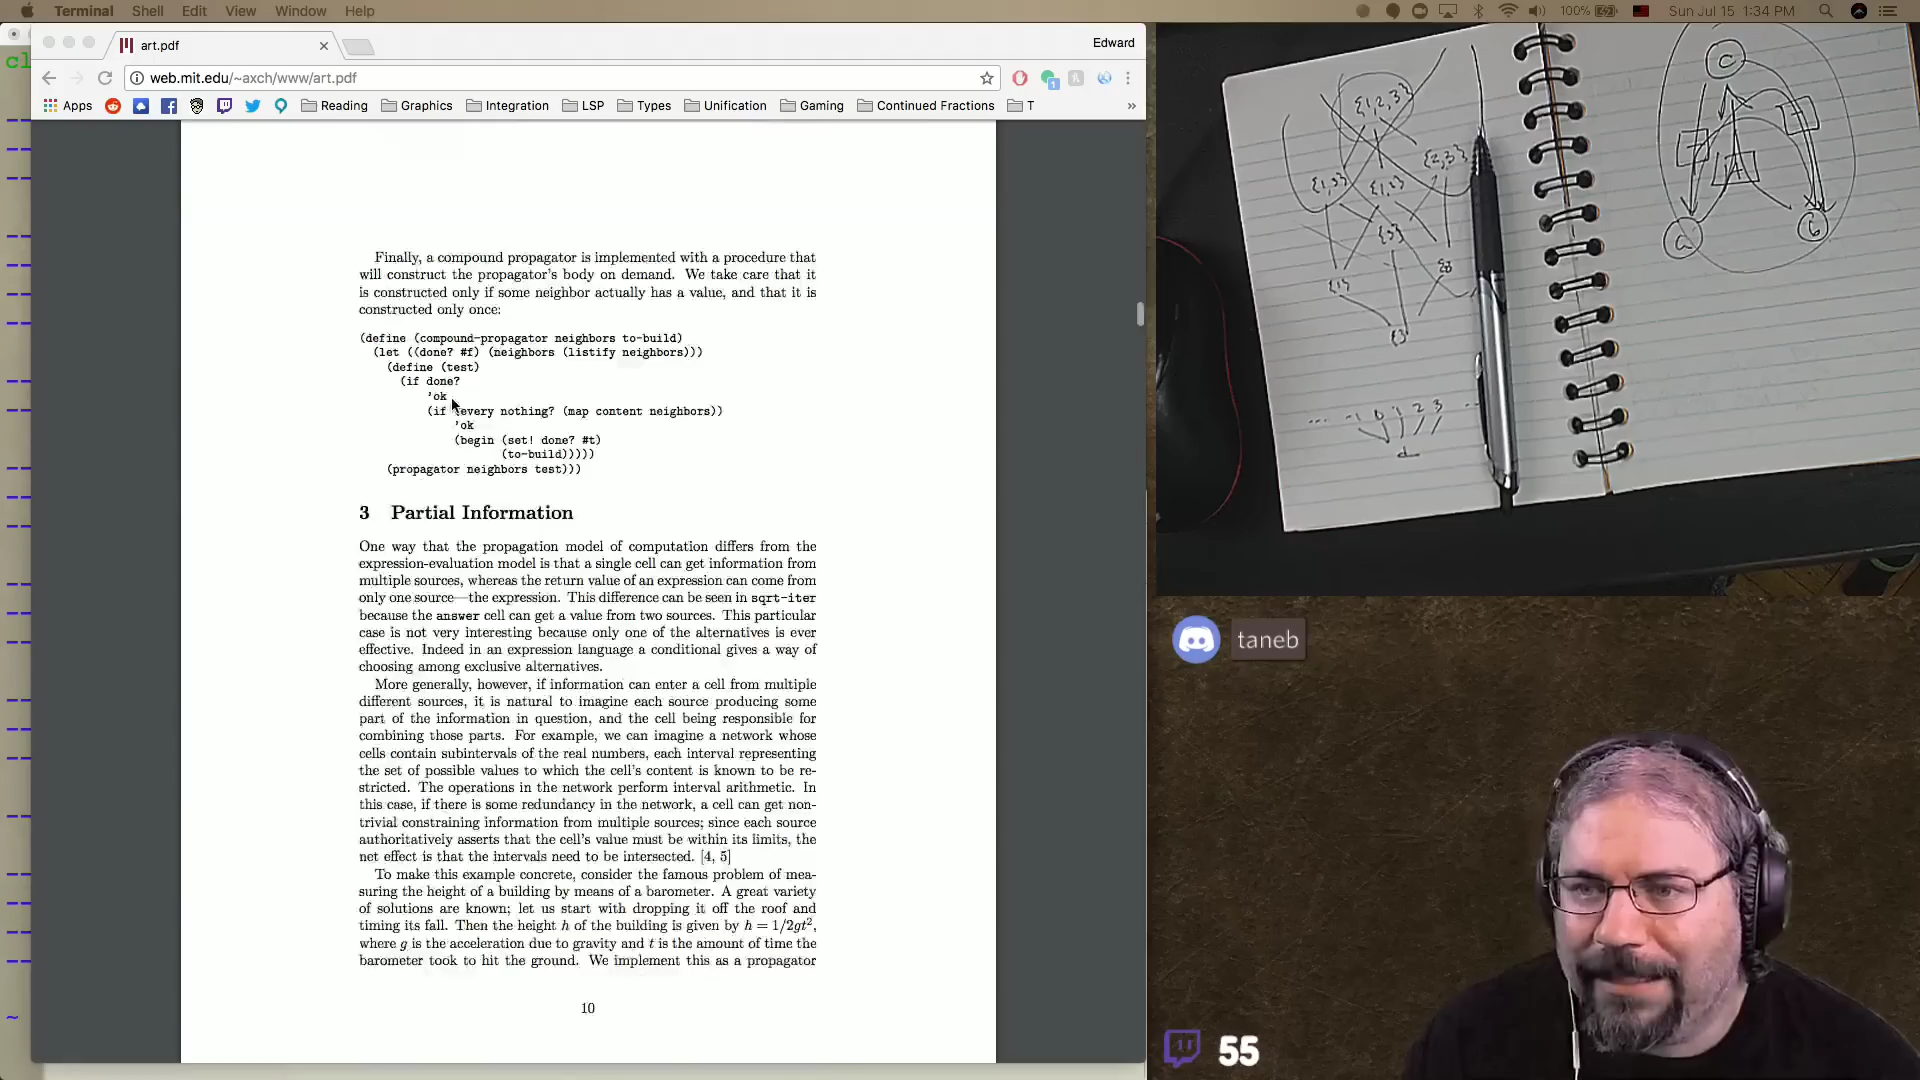 Terminal Shell Edit View Window Help
100% Sun Jul 15 1:34 PM
art.pdf
Edward
web.mit.edu/~axch/www/art.pdf
Apps Reading Graphics Integration LSP Types Unification Gaming Continued Fractions T »
cl
Finally, a compound propagator is implemented with a procedure that
will construct the propagator's body on demand. We take care that it
is constructed only if some neighbor actually has a value, and that it is
constructed only once:
(define (compound-propagator neighbors to-build)
(let ((done? #f) (neighbors (listify neighbors)))
(define (test)
(if done?
'ok
(if (every nothing? (map content neighbors))
'ok
(begin (set! done? #t)
(to-build)))))
(propagator neighbors test)))
3 Partial Information
One way that the propagation model of computation differs from the
expression-evaluation model is that a single cell can get information from
multiple sources, whereas the return value of an expression can come from
only one source—the expression. This difference can be seen in sqrt-iter
because the answer cell can get a value from two sources. This particular
case is not very interesting because only one of the alternatives is ever
effective. Indeed in an expression language a conditional gives a way of
choosing among exclusive alternatives.
More generally, however, if information can enter a cell from multiple
different sources, it is natural to imagine each source producing some
part of the information in question, and the cell being responsible for
combining those parts. For example, we can imagine a network whose
cells contain subintervals of the real numbers, each interval representing
the set of possible values to which the cell's content is known to be re-
stricted. The operations in the network perform interval arithmetic. In
this case, if there is some redundancy in the network, a cell can get non-
trivial constraining information from multiple sources; since each source
authoritatively asserts that the cell's value must be within its limits, the
net effect is that the intervals need to be intersected. [4, 5]
To make this example concrete, consider the famous problem of mea-
suring the height of a building by means of a barometer. A great variety
of solutions are known; let us start with dropping it off the roof and
timing its fall. Then the height h of the building is given by h = 1/2gt²,
where g is the acceleration due to gravity and t is the amount of time the
barometer took to hit the ground. We implement this as a propagator
10
~
{1,2,3}
{2,3}
{3}
{1}
{}
.... -1 0 1 2 3
C
+
a
taneb
55